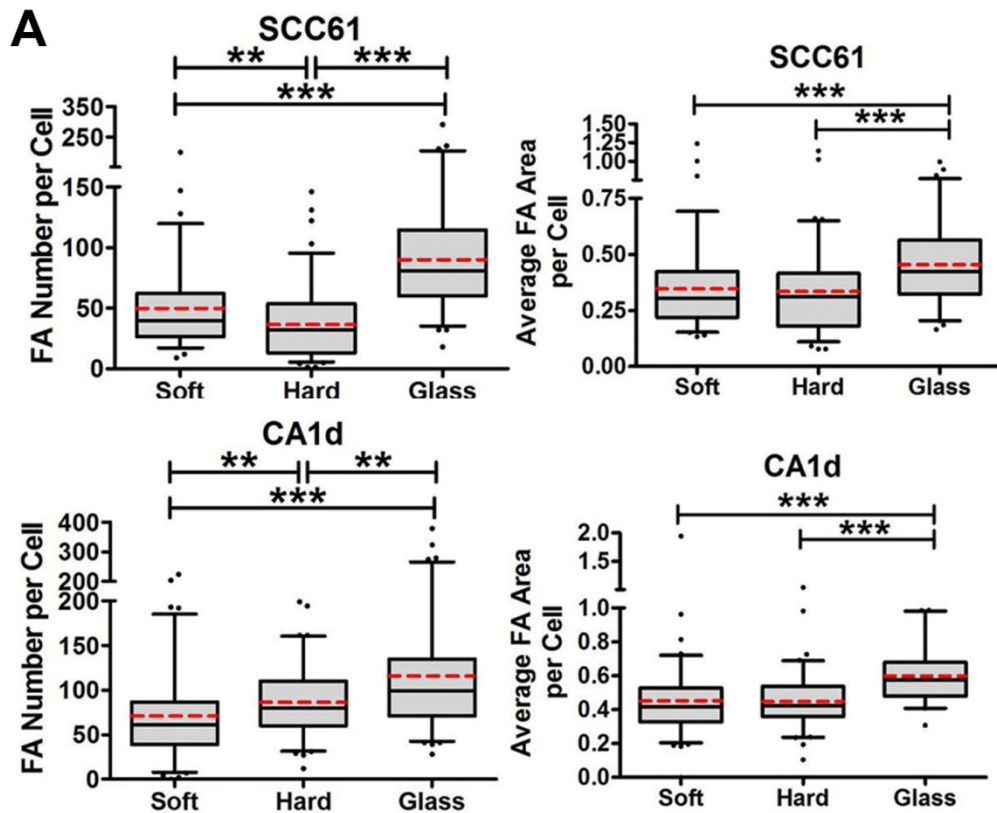 A
SCC61
** ***
***
FA Number per Cell
350
250
150
100
50
0
Soft Hard Glass
SCC61
***
***
Average FA Area
per Cell
1.50
1.25
1.00
0.75
0.50
0.25
0.00
Soft Hard Glass
CA1d
** **
***
FA Number per Cell
400
300
200
150
100
50
0
Soft Hard Glass
CA1d
***
***
Average FA Area
per Cell
2.0
1.5
1.0
0.8
0.6
0.4
0.2
0.0
Soft Hard Glass